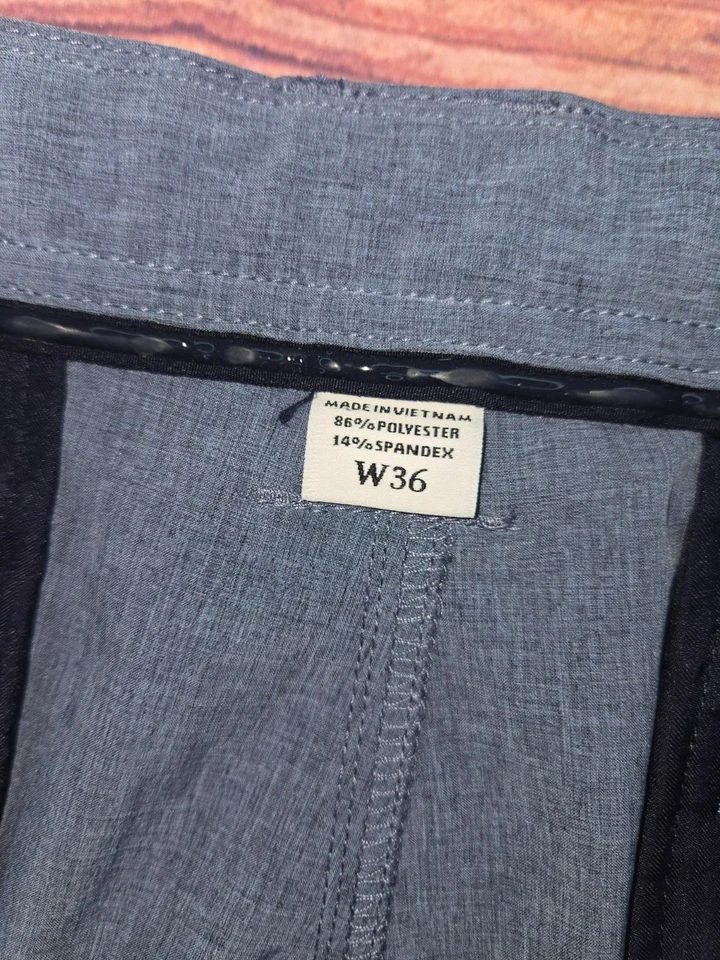 MADE IN VIETNAM
86% POLYESTER
14% SPANDEX
W36